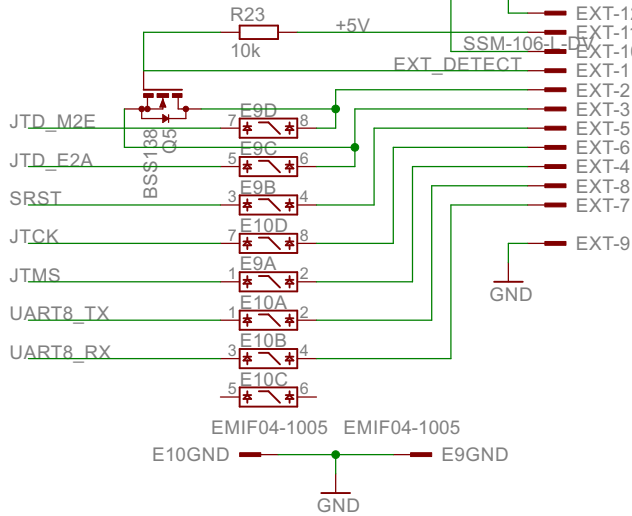 EXT-12
R23
+5V
EXT-11
10k
SSM-106-L-DV
EXT-10
EXT_DETECT
EXT-1
EXT-2
E9D
EXT-3
JTD_M2E
7
8
EXT-5
E9C
EXT-6
JTD_E2A
5
6
EXT-4
BSS138
Q5
E9B
EXT-8
SRST
3
4
EXT-7
E10D
JTCK
7
8
EXT-9
E9A
JTMS
1
2
GND
E10A
UART8_TX
1
2
E10B
UART8_RX
3
4
E10C
5
6
EMIF04-1005
EMIF04-1005
E10GND
E9GND
GND